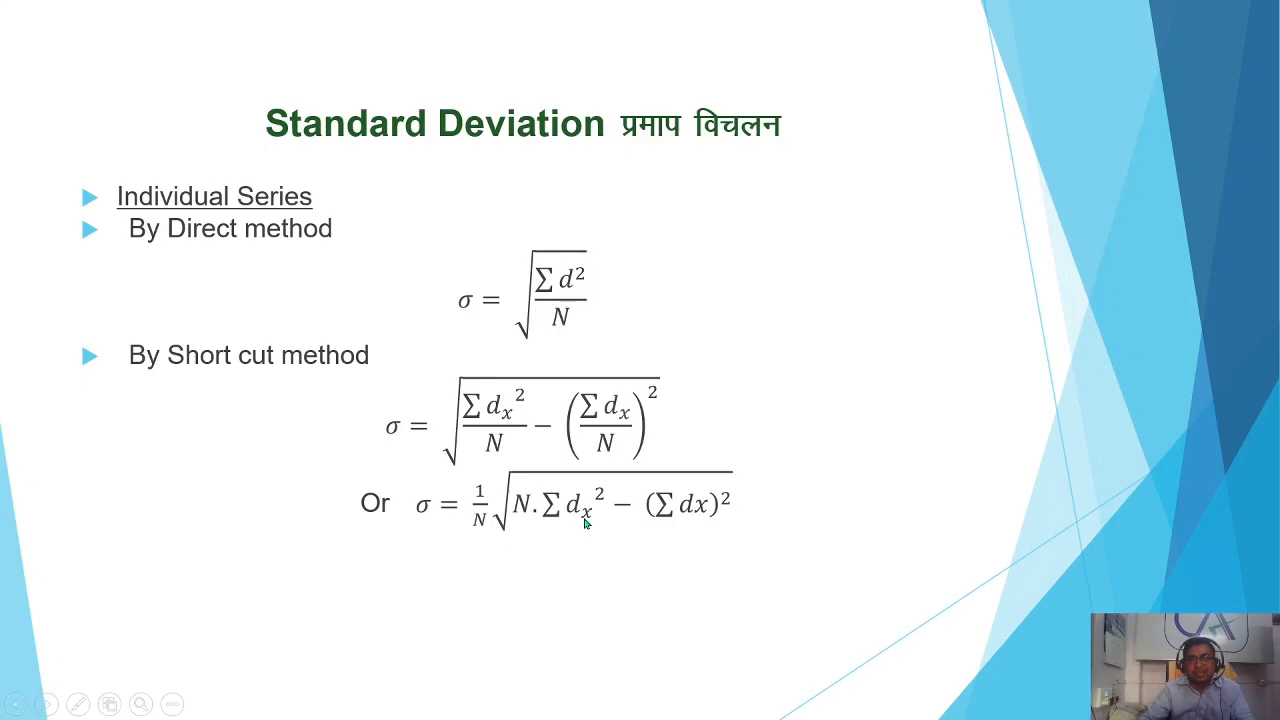 Standard Deviation प्रमाप विचलन
Individual Series
By Direct method
σ = √(∑ d² / N)
By Short cut method
σ = √(∑ dₓ² / N − (∑ dₓ / N)²)
Or σ = 1/N √(N. ∑ dₓ² − (∑ dx)²)
CA